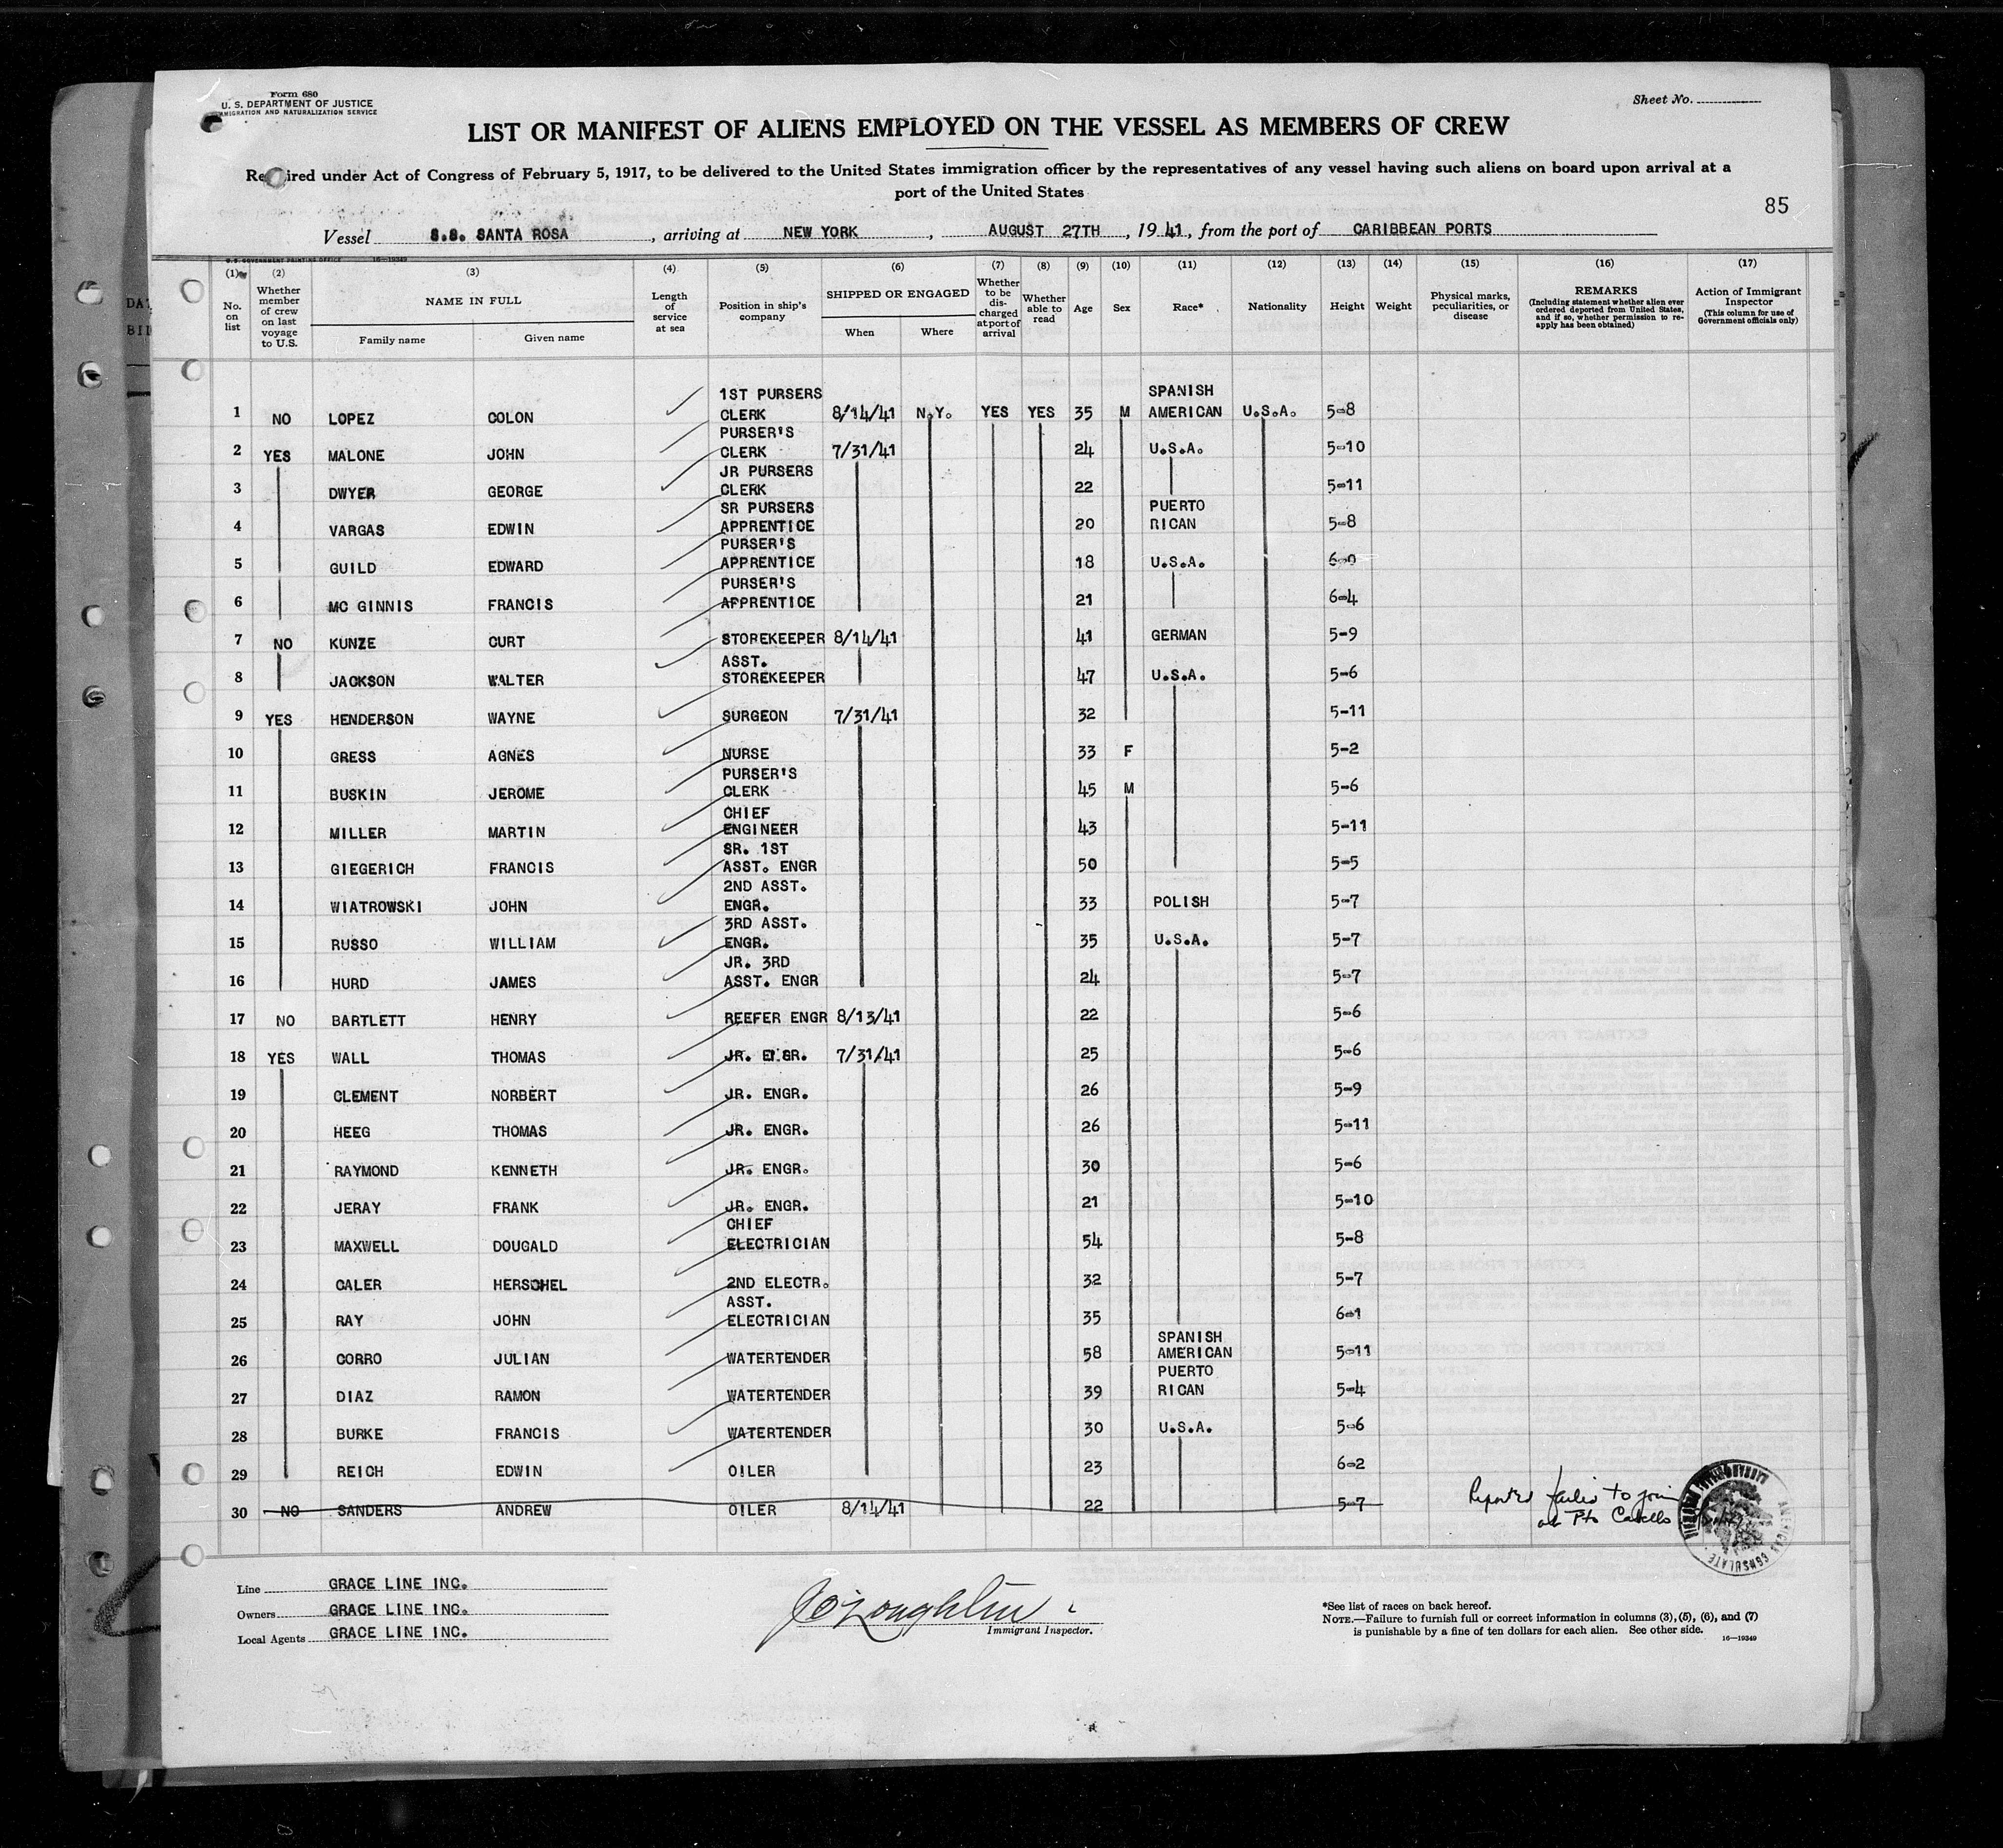 Form 680
U. S. DEPARTMENT OF JUSTICE
IMMIGRATION AND NATURALIZATION SERVICE
Sheet No.
LIST OR MANIFEST OF ALIENS EMPLOYED ON THE VESSEL AS MEMBERS OF CREW
Required under Act of Congress of February 5, 1917, to be delivered to the United States immigration officer by the representatives of any vessel having such aliens on board upon arrival at a
port of the United States
85
Vessel S.S. SANTA ROSA, arriving at NEW YORK, AUGUST 27TH, 1941, from the port of CARIBBEAN PORTS
U. S. GOVERNMENT PRINTING OFFICE 16—19349
(1) (2) (3) (4) (5) (6) (7) (8) (9) (10) (11) (12) (13) (14) (15) (16) (17)
No. on list
Whether member of crew on last voyage to U.S.
NAME IN FULL
Family name
Given name
Length of service at sea
Position in ship's company
SHIPPED OR ENGAGED
When
Where
Whether to be discharged at port of arrival
Whether able to read
Age
Sex
Race*
Nationality
Height
Weight
Physical marks, peculiarities, or disease
REMARKS
(Including statement whether alien ever ordered deported from United States, and if so, whether permission to re-apply has been obtained)
Action of Immigrant Inspector
(This column for use of Government officials only)
1 NO LOPEZ COLON 1ST PURSERS CLERK 8/14/41 N.Y. YES YES 35 M SPANISH AMERICAN U.S.A. 5-8
2 YES MALONE JOHN PURSER'S CLERK 7/31/41 24 U.S.A. 5-10
3 DWYER GEORGE JR PURSERS CLERK 22 5-11
4 VARGAS EDWIN SR PURSERS APPRENTICE 20 PUERTO RICAN 5-8
5 GUILD EDWARD PURSER'S APPRENTICE 18 U.S.A. 6-0
6 MC GINNIS FRANCIS PURSER'S APPRENTICE 21 6-4
7 NO KUNZE CURT STOREKEEPER 8/14/41 41 GERMAN 5-9
8 JACKSON WALTER ASST. STOREKEEPER 47 U.S.A. 5-6
9 YES HENDERSON WAYNE SURGEON 7/31/41 32 5-11
10 GRESS AGNES NURSE 33 F 5-2
11 BUSKIN JEROME PURSER'S CLERK 45 M 5-6
12 MILLER MARTIN CHIEF ENGINEER 43 5-11
13 GIEGERICH FRANCIS SR. 1ST ASST. ENGR 50 5-5
14 WIATROWSKI JOHN 2ND ASST. ENGR. 33 POLISH 5-7
15 RUSSO WILLIAM 3RD ASST. ENGR. 35 U.S.A. 5-7
16 HURD JAMES JR. 3RD ASST. ENGR 24 5-7
17 NO BARTLETT HENRY REEFER ENGR 8/13/41 22 5-6
18 YES WALL THOMAS JR. ENGR. 7/31/41 25 5-6
19 CLEMENT NORBERT JR. ENGR. 26 5-9
20 HEEG THOMAS JR. ENGR. 26 5-11
21 RAYMOND KENNETH JR. ENGR. 30 5-6
22 JERAY FRANK JR. ENGR. 21 5-10
23 MAXWELL DOUGALD CHIEF ELECTRICIAN 54 5-8
24 CALER HERSCHEL 2ND ELECTR. 32 5-7
25 RAY JOHN ASST. ELECTRICIAN 35 6-1
26 CORRO JULIAN WATERTENDER 58 SPANISH AMERICAN 5-11
27 DIAZ RAMON WATERTENDER 39 PUERTO RICAN 5-4
28 BURKE FRANCIS WATERTENDER 30 U.S.A. 5-6
29 REICH EDWIN OILER 23 6-2
30 NO SANDERS ANDREW OILER 8/14/41 22 5-7 Reported failed to join
at Pto Cabello
AMERICAN CONSULATE
Line GRACE LINE INC.
Owners GRACE LINE INC.
Local Agents GRACE LINE INC.
J O'Loughlin
Immigrant Inspector.
*See list of races on back hereof.
NOTE.—Failure to furnish full or correct information in columns (3), (5), (6), and (7)
is punishable by a fine of ten dollars for each alien. See other side.
16—19349